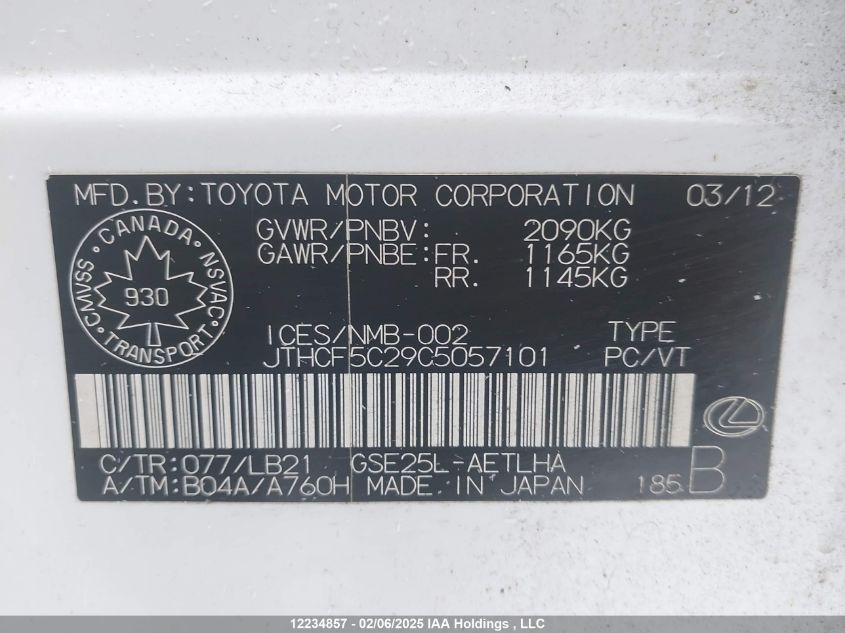 MFD.BY:TOYOTA MOTOR CORPORATION 03/12
GVWR/PNBV: 2090KG
GAWR/PNBE:FR. 1165KG
RR. 1145KG
CANADA
CMVSS NSVAC
930
TRANSPORT
ICES/NMB-002 TYPE
JTHCF5C29C5057101 PC/VT
C/TR:077/LB21 GSE25L-AETLHA
A/TM:B04A/A760H MADE IN JAPAN 185 B
12234857 - 02/06/2025 IAA Holdings , LLC